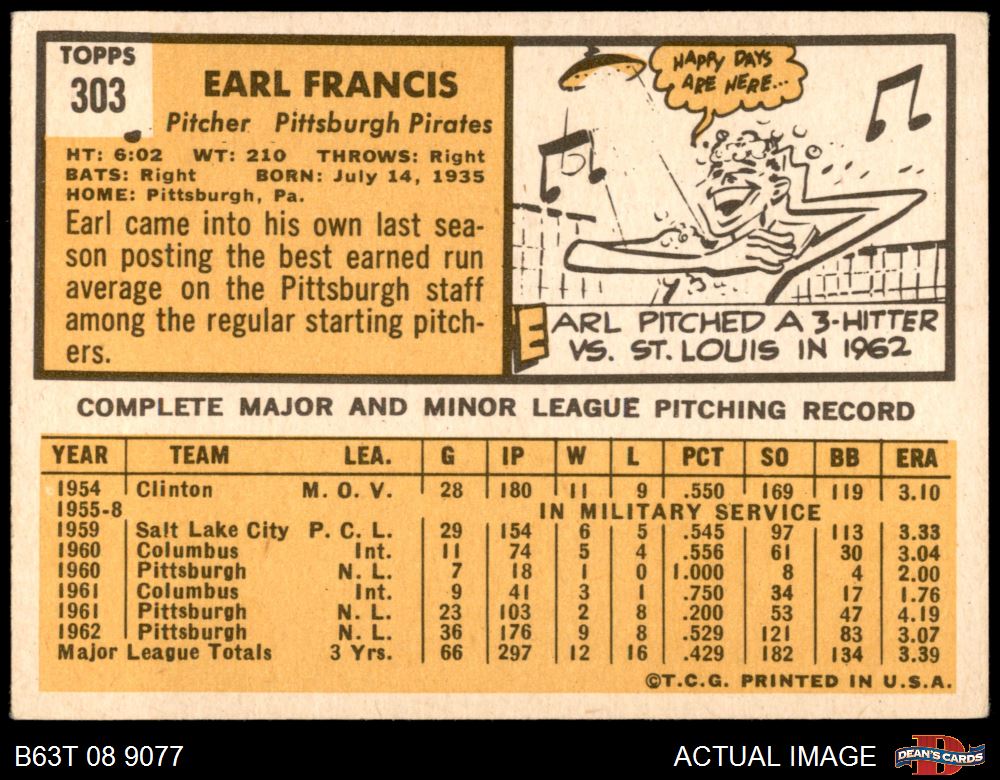 TOPPS
303
EARL FRANCIS
Pitcher Pittsburgh Pirates
HT: 6:02 WT: 210 THROWS: Right
BATS: Right BORN: July 14, 1935
HOME: Pittsburgh, Pa.
Earl came into his own last sea-
son posting the best earned run
average on the Pittsburgh staff
among the regular starting pitch-
ers.
HAPPY DAYS
ARE HERE...
EARL PITCHED A 3-HITTER
VS. ST. LOUIS IN 1962
COMPLETE MAJOR AND MINOR LEAGUE PITCHING RECORD
YEAR TEAM LEA. G IP W L PCT SO BB ERA
1954 Clinton M. O. V. 28 180 11 9 .550 169 119 3.10
1955-8 IN MILITARY SERVICE
1959 Salt Lake City P. C. L. 29 154 6 5 .545 97 113 3.33
1960 Columbus Int. 11 74 5 4 .556 61 30 3.04
1960 Pittsburgh N. L. 7 18 1 0 1.000 8 4 2.00
1961 Columbus Int. 9 41 3 1 .750 34 17 1.76
1961 Pittsburgh N. L. 23 103 2 8 .200 53 47 4.19
1962 Pittsburgh N. L. 36 176 9 8 .529 121 83 3.07
Major League Totals 3 Yrs. 66 297 12 16 .429 182 134 3.39
©T.C.G. PRINTED IN U.S.A.
B63T 08 9077
ACTUAL IMAGE
DEAN'S CARDS